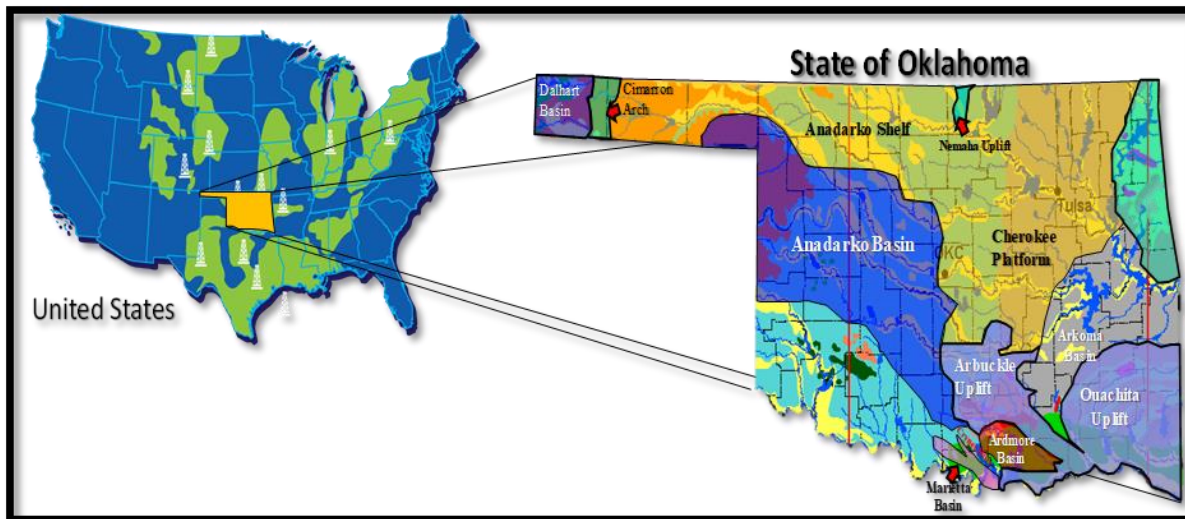 State of Oklahoma
Dalhart
Basin
Cimarron
Arch
Anadarko Shelf
Nemaha Uplift
Tulsa
Anadarko Basin
OKC
Cherokee
Platform
United States
Arkoma
Basin
Arbuckle
Uplift
Ouachita
Uplift
Ardmore
Basin
Marietta
Basin